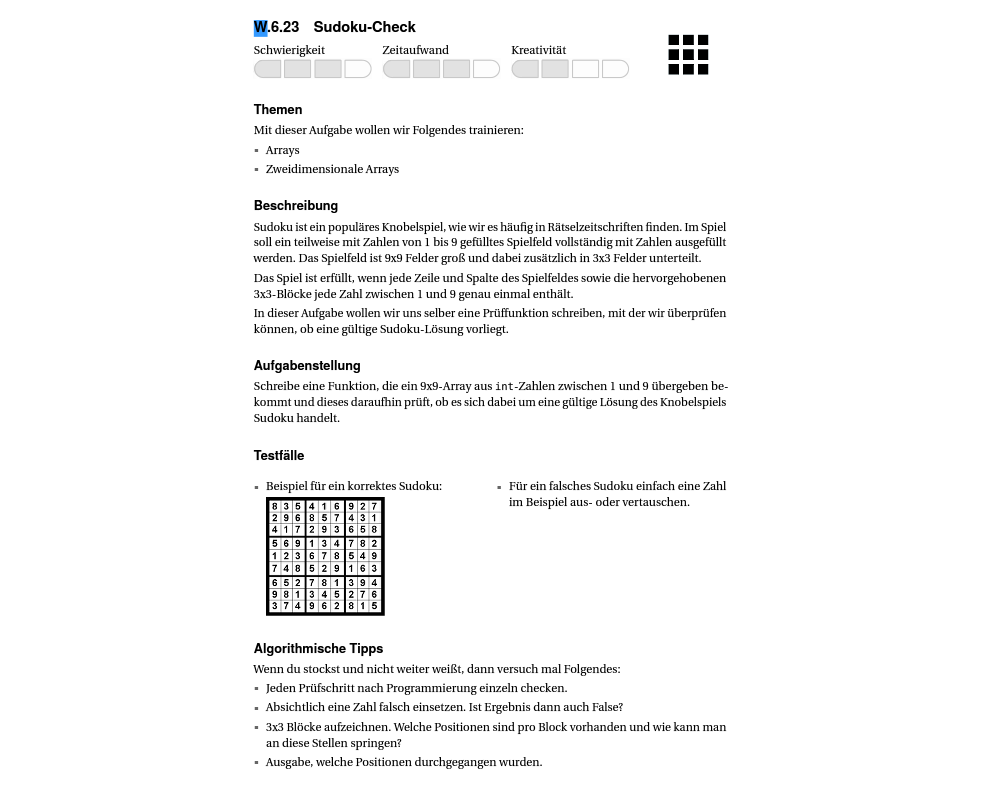 W.6.23 Sudoku-Check
Schwierigkeit Zeitaufwand Kreativität
Themen
Mit dieser Aufgabe wollen wir Folgendes trainieren:
▪ Arrays
▪ Zweidimensionale Arrays
Beschreibung
Sudoku ist ein populäres Knobelspiel, wie wir es häufig in Rätselzeitschriften finden. Im Spiel
soll ein teilweise mit Zahlen von 1 bis 9 gefülltes Spielfeld vollständig mit Zahlen ausgefüllt
werden. Das Spielfeld ist 9x9 Felder groß und dabei zusätzlich in 3x3 Felder unterteilt.
Das Spiel ist erfüllt, wenn jede Zeile und Spalte des Spielfeldes sowie die hervorgehobenen
3x3-Blöcke jede Zahl zwischen 1 und 9 genau einmal enthält.
In dieser Aufgabe wollen wir uns selber eine Prüffunktion schreiben, mit der wir überprüfen
können, ob eine gültige Sudoku-Lösung vorliegt.
Aufgabenstellung
Schreibe eine Funktion, die ein 9x9-Array aus int-Zahlen zwischen 1 und 9 übergeben be-
kommt und dieses daraufhin prüft, ob es sich dabei um eine gültige Lösung des Knobelspiels
Sudoku handelt.
Testfälle
▪ Beispiel für ein korrektes Sudoku:
8 3 5 4 1 6 9 2 7
2 9 6 8 5 7 4 3 1
4 1 7 2 9 3 6 5 8
5 6 9 1 3 4 7 8 2
1 2 3 6 7 8 5 4 9
7 4 8 5 2 9 1 6 3
6 5 2 7 8 1 3 9 4
9 8 1 3 4 5 2 7 6
3 7 4 9 6 2 8 1 5
▪ Für ein falsches Sudoku einfach eine Zahl
im Beispiel aus- oder vertauschen.
Algorithmische Tipps
Wenn du stockst und nicht weiter weißt, dann versuch mal Folgendes:
▪ Jeden Prüfschritt nach Programmierung einzeln checken.
▪ Absichtlich eine Zahl falsch einsetzen. Ist Ergebnis dann auch False?
▪ 3x3 Blöcke aufzeichnen. Welche Positionen sind pro Block vorhanden und wie kann man
an diese Stellen springen?
▪ Ausgabe, welche Positionen durchgegangen wurden.